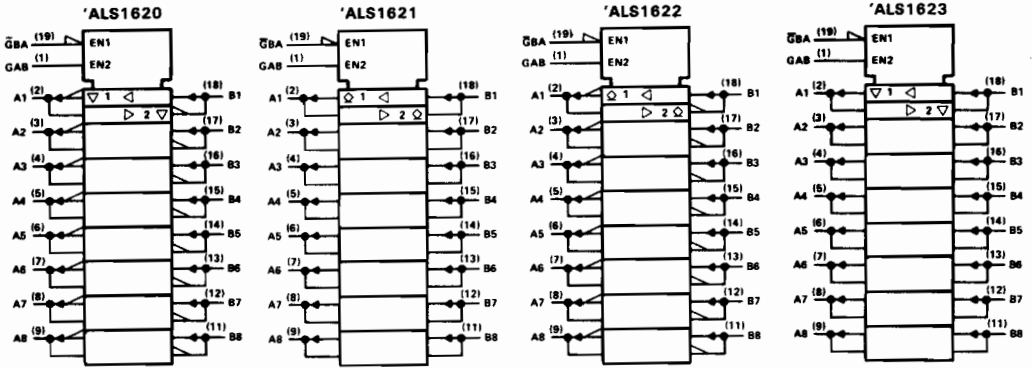 'ALS1620
G̅BA (19) EN1
GAB (1) EN2
A1 (2) ▽ 1 ◁ (18) B1
▷ 2 ▽
A2 (3) (17) B2
A3 (4) (16) B3
A4 (5) (15) B4
A5 (6) (14) B5
A6 (7) (13) B6
A7 (8) (12) B7
A8 (9) (11) B8
'ALS1621
G̅BA (19) EN1
GAB (1) EN2
A1 (2) ◇ 1 ◁ (18) B1
▷ 2 ◇
A2 (3) (17) B2
A3 (4) (16) B3
A4 (5) (15) B4
A5 (6) (14) B5
A6 (7) (13) B6
A7 (8) (12) B7
A8 (9) (11) B8
'ALS1622
G̅BA (19) EN1
GAB (1) EN2
A1 (2) ◇ 1 ◁ (18) B1
▷ 2 ◇
A2 (3) (17) B2
A3 (4) (16) B3
A4 (5) (15) B4
A5 (6) (14) B5
A6 (7) (13) B6
A7 (8) (12) B7
A8 (9) (11) B8
'ALS1623
G̅BA (19) EN1
GAB (1) EN2
A1 (2) ▽ 1 ◁ (18) B1
▷ 2 ▽
A2 (3) (17) B2
A3 (4) (16) B3
A4 (5) (15) B4
A5 (6) (14) B5
A6 (7) (13) B6
A7 (8) (12) B7
A8 (9) (11) B8